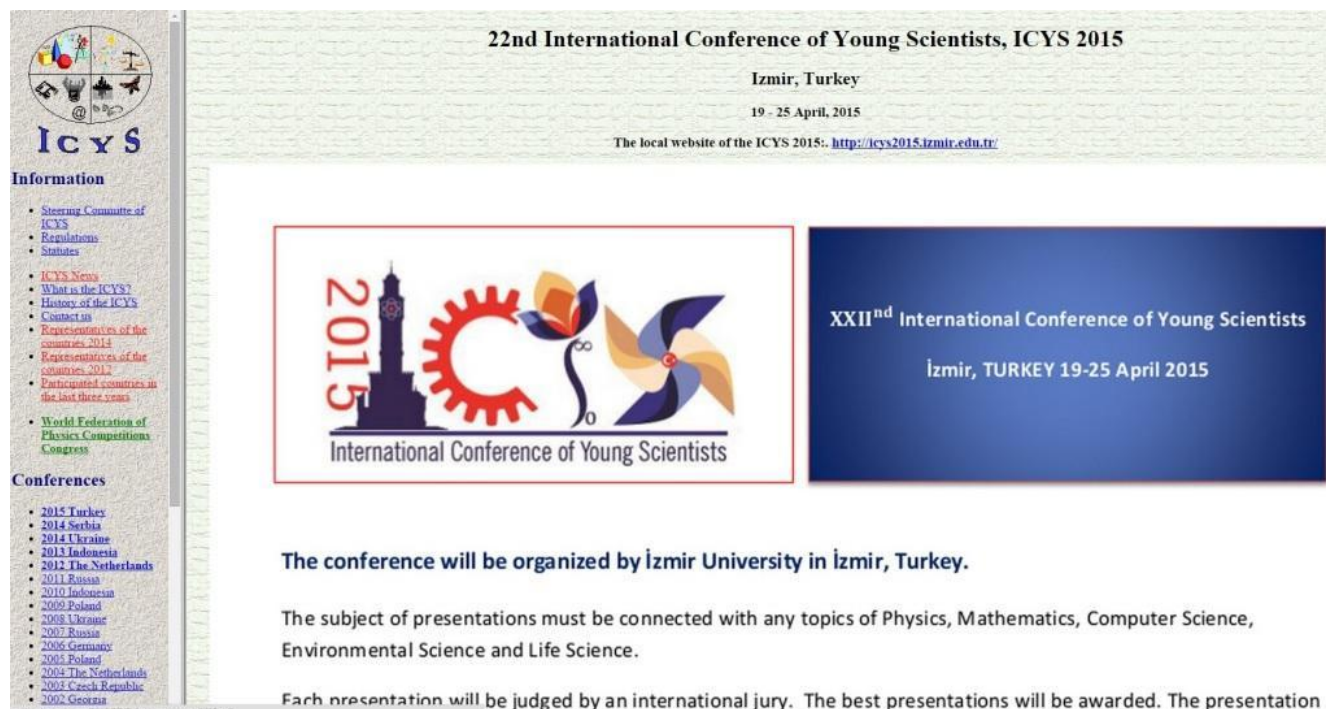 ICYS
Information
Steering Committe of
ICYS
Regulations
Statutes
ICYS News
What is the ICYS?
History of the ICYS
Contact us
Representatives of the
countries 2014
Representatives of the
countries 2012
Participated countries in
the last three years
World Federation of
Physics Competitions
Congress
Conferences
2015 Turkey
2014 Serbia
2014 Ukraine
2013 Indonesia
2012 The Netherlands
2011 Russia
2010 Indonesia
2009 Poland
2008 Ukraine
2007 Russia
2006 Germany
2005 Poland
2004 The Netherlands
2003 Czech Republic
2002 Georgia
22nd International Conference of Young Scientists, ICYS 2015
Izmir, Turkey
19 - 25 April, 2015
The local website of the ICYS 2015:. http://icys2015.izmir.edu.tr/
2015
International Conference of Young Scientists
XXIInd International Conference of Young Scientists
İzmir, TURKEY 19-25 April 2015
The conference will be organized by İzmir University in İzmir, Turkey.
The subject of presentations must be connected with any topics of Physics, Mathematics, Computer Science,
Environmental Science and Life Science.
Each presentation will be judged by an international jury. The best presentations will be awarded. The presentation